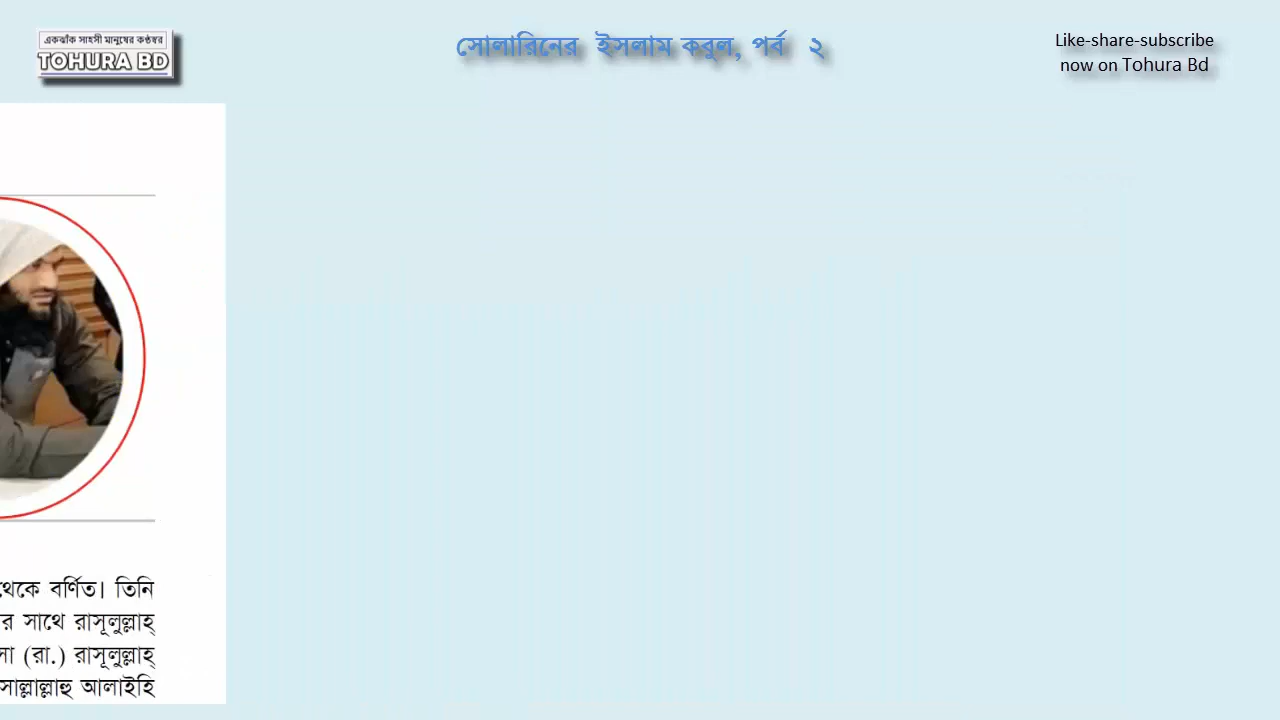 একঝাঁক সাহসী মানুষের কণ্ঠস্বর
TOHURA BD
সোলারিনের ইসলাম কবুল, পর্ব ২
Like-share-subscribe
now on Tohura Bd
থেকে বর্ণিত। তিনি
র সাথে রাসূলুল্লাহ্
সা (রা.) রাসূলুল্লাহ্
সাল্লাল্লাহু আলাইহি